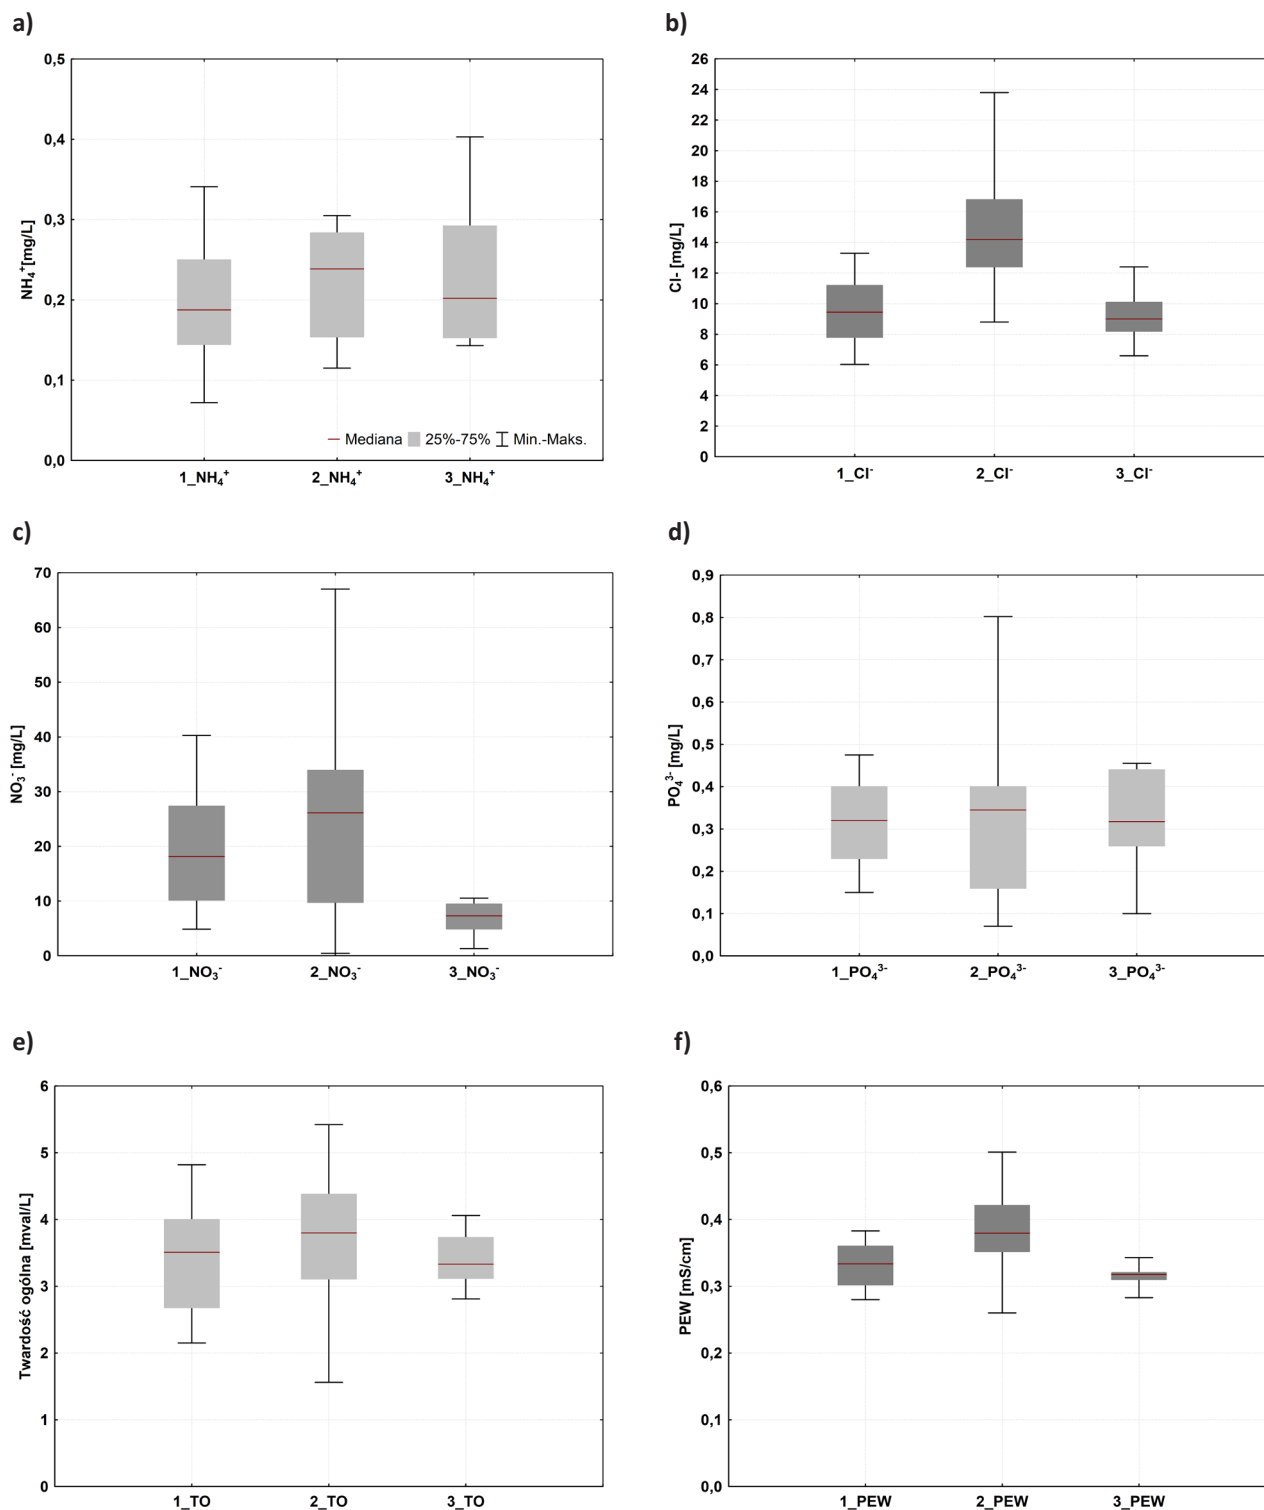 a)
0,5
0,4
0,3
0,2
0,1
0,0
NH₄⁺[mg/L]
— Mediana 25%-75% Min.-Maks.
1_NH₄⁺ 2_NH₄⁺ 3_NH₄⁺
b)
26
24
22
20
18
16
14
12
10
8
6
4
2
0
Cl- [mg/L]
1_Cl⁻ 2_Cl⁻ 3_Cl⁻
c)
70
60
50
40
30
20
10
0
NO₃⁻ [mg/L]
1_NO₃⁻ 2_NO₃⁻ 3_NO₃⁻
d)
0,9
0,8
0,7
0,6
0,5
0,4
0,3
0,2
0,1
0,0
PO₄³⁻ [mg/L]
1_PO₄³⁻ 2_PO₄³⁻ 3_PO₄³⁻
e)
6
5
4
3
2
1
0
Twardość ogólna [mval/L]
1_TO 2_TO 3_TO
f)
0,6
0,5
0,4
0,3
0,2
0,1
0,0
PEW [mS/cm]
1_PEW 2_PEW 3_PEW